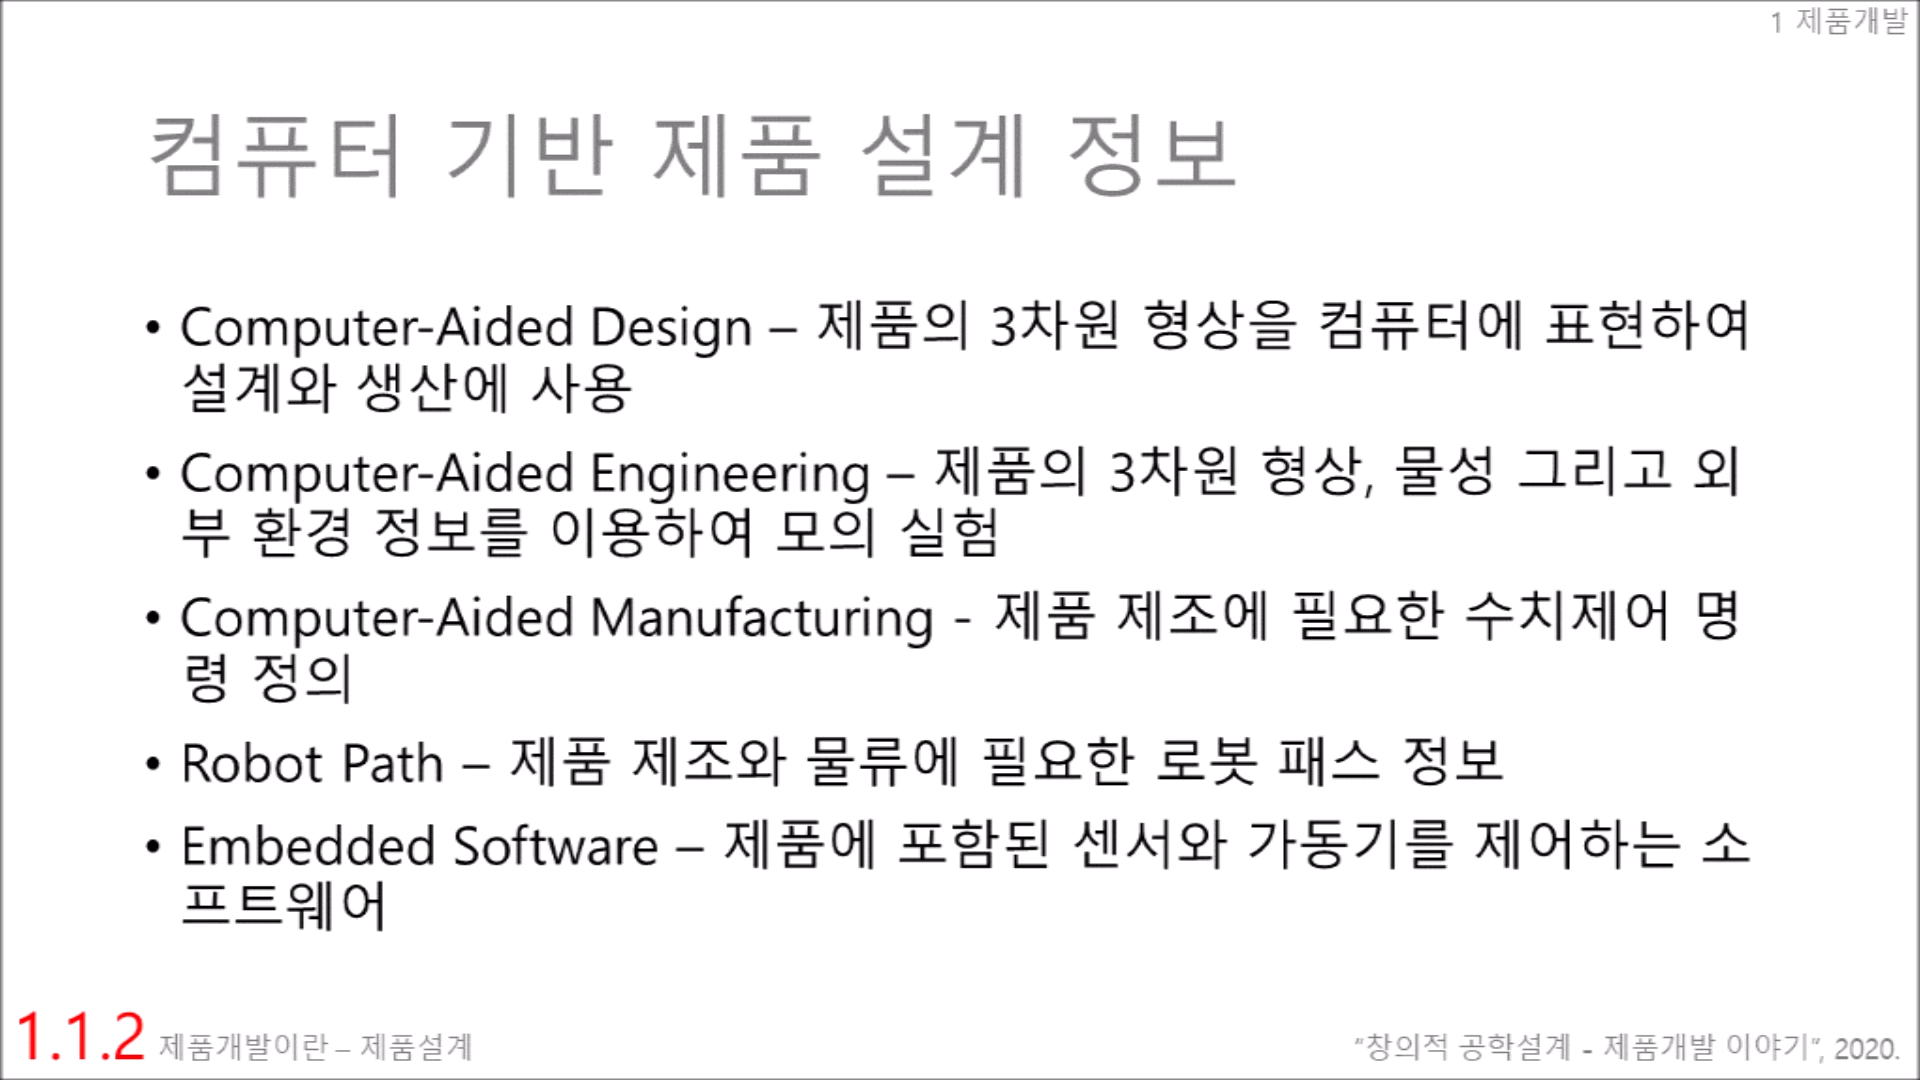 1 제품개발
컴퓨터 기반 제품 설계 정보
• Computer-Aided Design – 제품의 3차원 형상을 컴퓨터에 표현하여
설계와 생산에 사용
• Computer-Aided Engineering – 제품의 3차원 형상, 물성 그리고 외
부 환경 정보를 이용하여 모의 실험
• Computer-Aided Manufacturing - 제품 제조에 필요한 수치제어 명
령 정의
• Robot Path – 제품 제조와 물류에 필요한 로봇 패스 정보
• Embedded Software – 제품에 포함된 센서와 가동기를 제어하는 소
프트웨어
1.1.2 제품개발이란 – 제품설계
“창의적 공학설계 - 제품개발 이야기”, 2020.